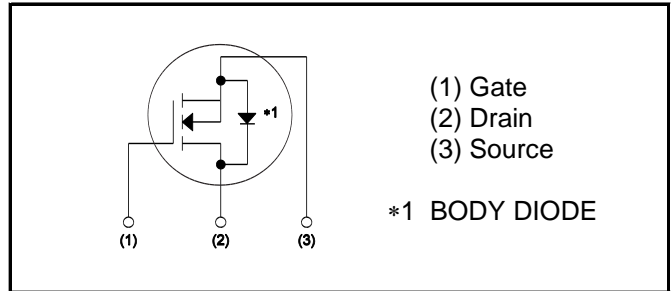 *1
(1) (2) (3)
(1) Gate
(2) Drain
(3) Source
*1 BODY DIODE